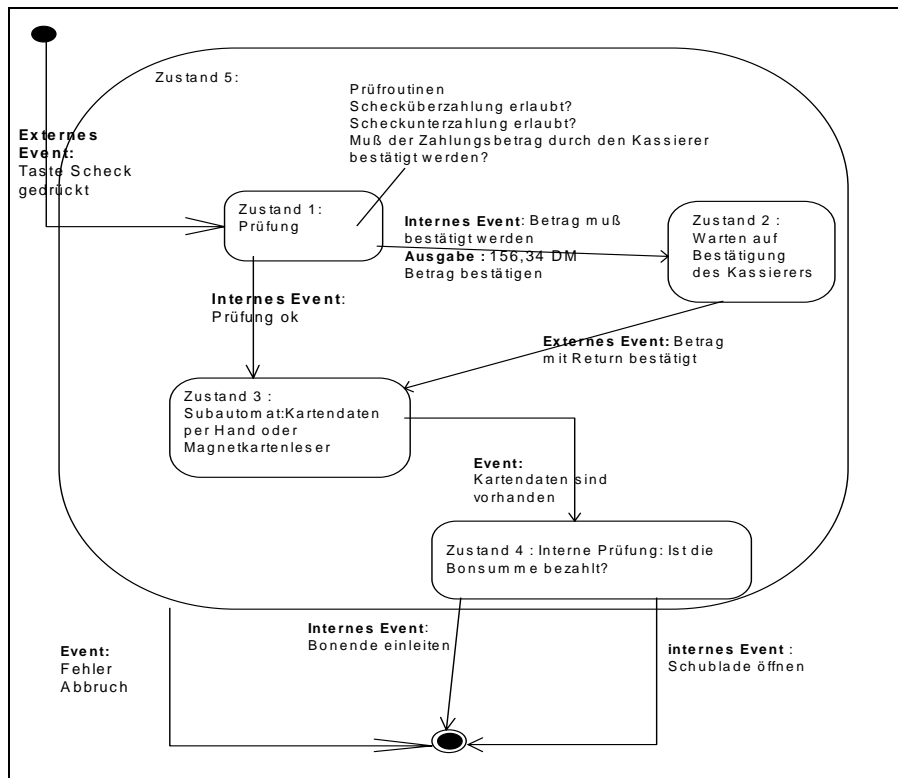 Zustand 5:
Prüfroutinen
Schecküberzahlung erlaubt?
Scheckunterzahlung erlaubt?
Muß der Zahlungsbetrag durch den Kassierer
bestätigt werden?
Externes
Event:
Taste Scheck
gedrückt
Zustand 1:
Prüfung
Internes Event: Betrag muß
bestätigt werden
Ausgabe : 156,34 DM
Betrag bestätigen
Zustand 2 :
Warten auf
Bestätigung
des Kassierers
Internes Event:
Prüfung ok
Externes Event: Betrag
mit Return bestätigt
Zustand 3 :
Subautomat:Kartendaten
per Hand oder
Magnetkartenleser
Event:
Kartendaten sind
vorhanden
Zustand 4 : Interne Prüfung: Ist die
Bonsumme bezahlt?
Internes Event:
Bonende einleiten
internes Event :
Schublade öffnen
Event:
Fehler
Abbruch